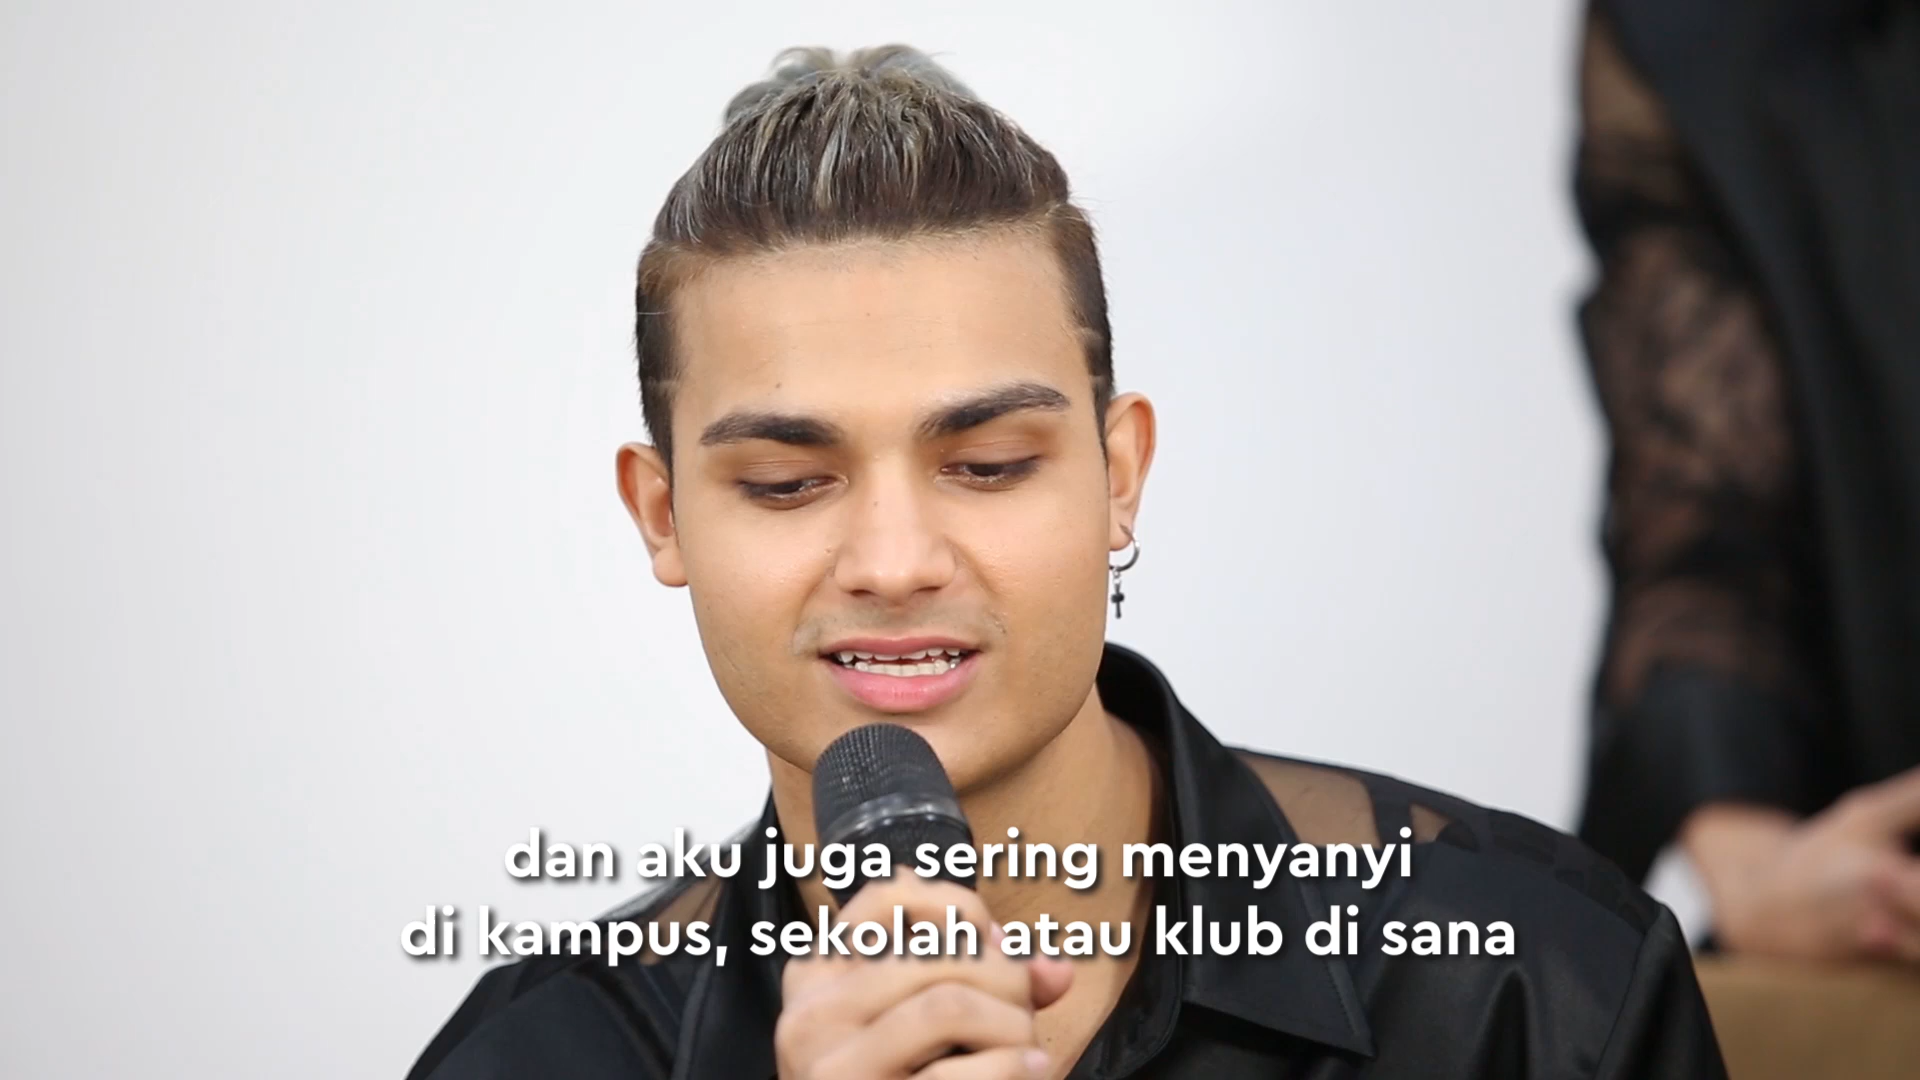 dan aku juga sering menyanyi
di kampus, sekolah atau klub di sana